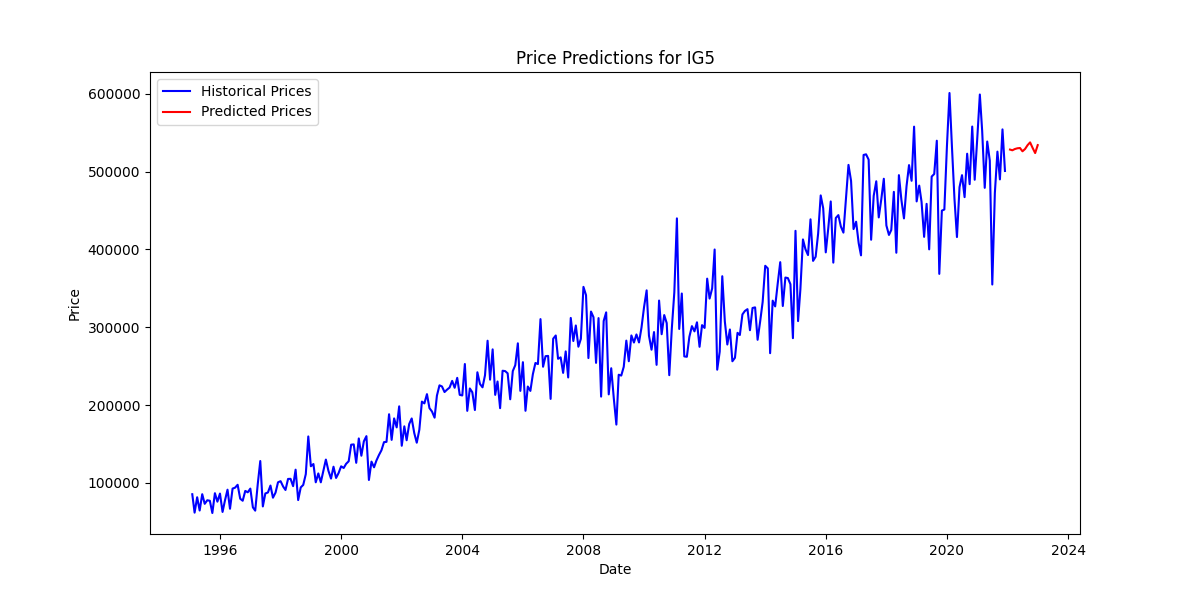 Price Predictions for IG5
Historical Prices
Predicted Prices
600000
500000
400000
300000
200000
100000
Price
1996
2000
2004
2008
2012
2016
2020
2024
Date